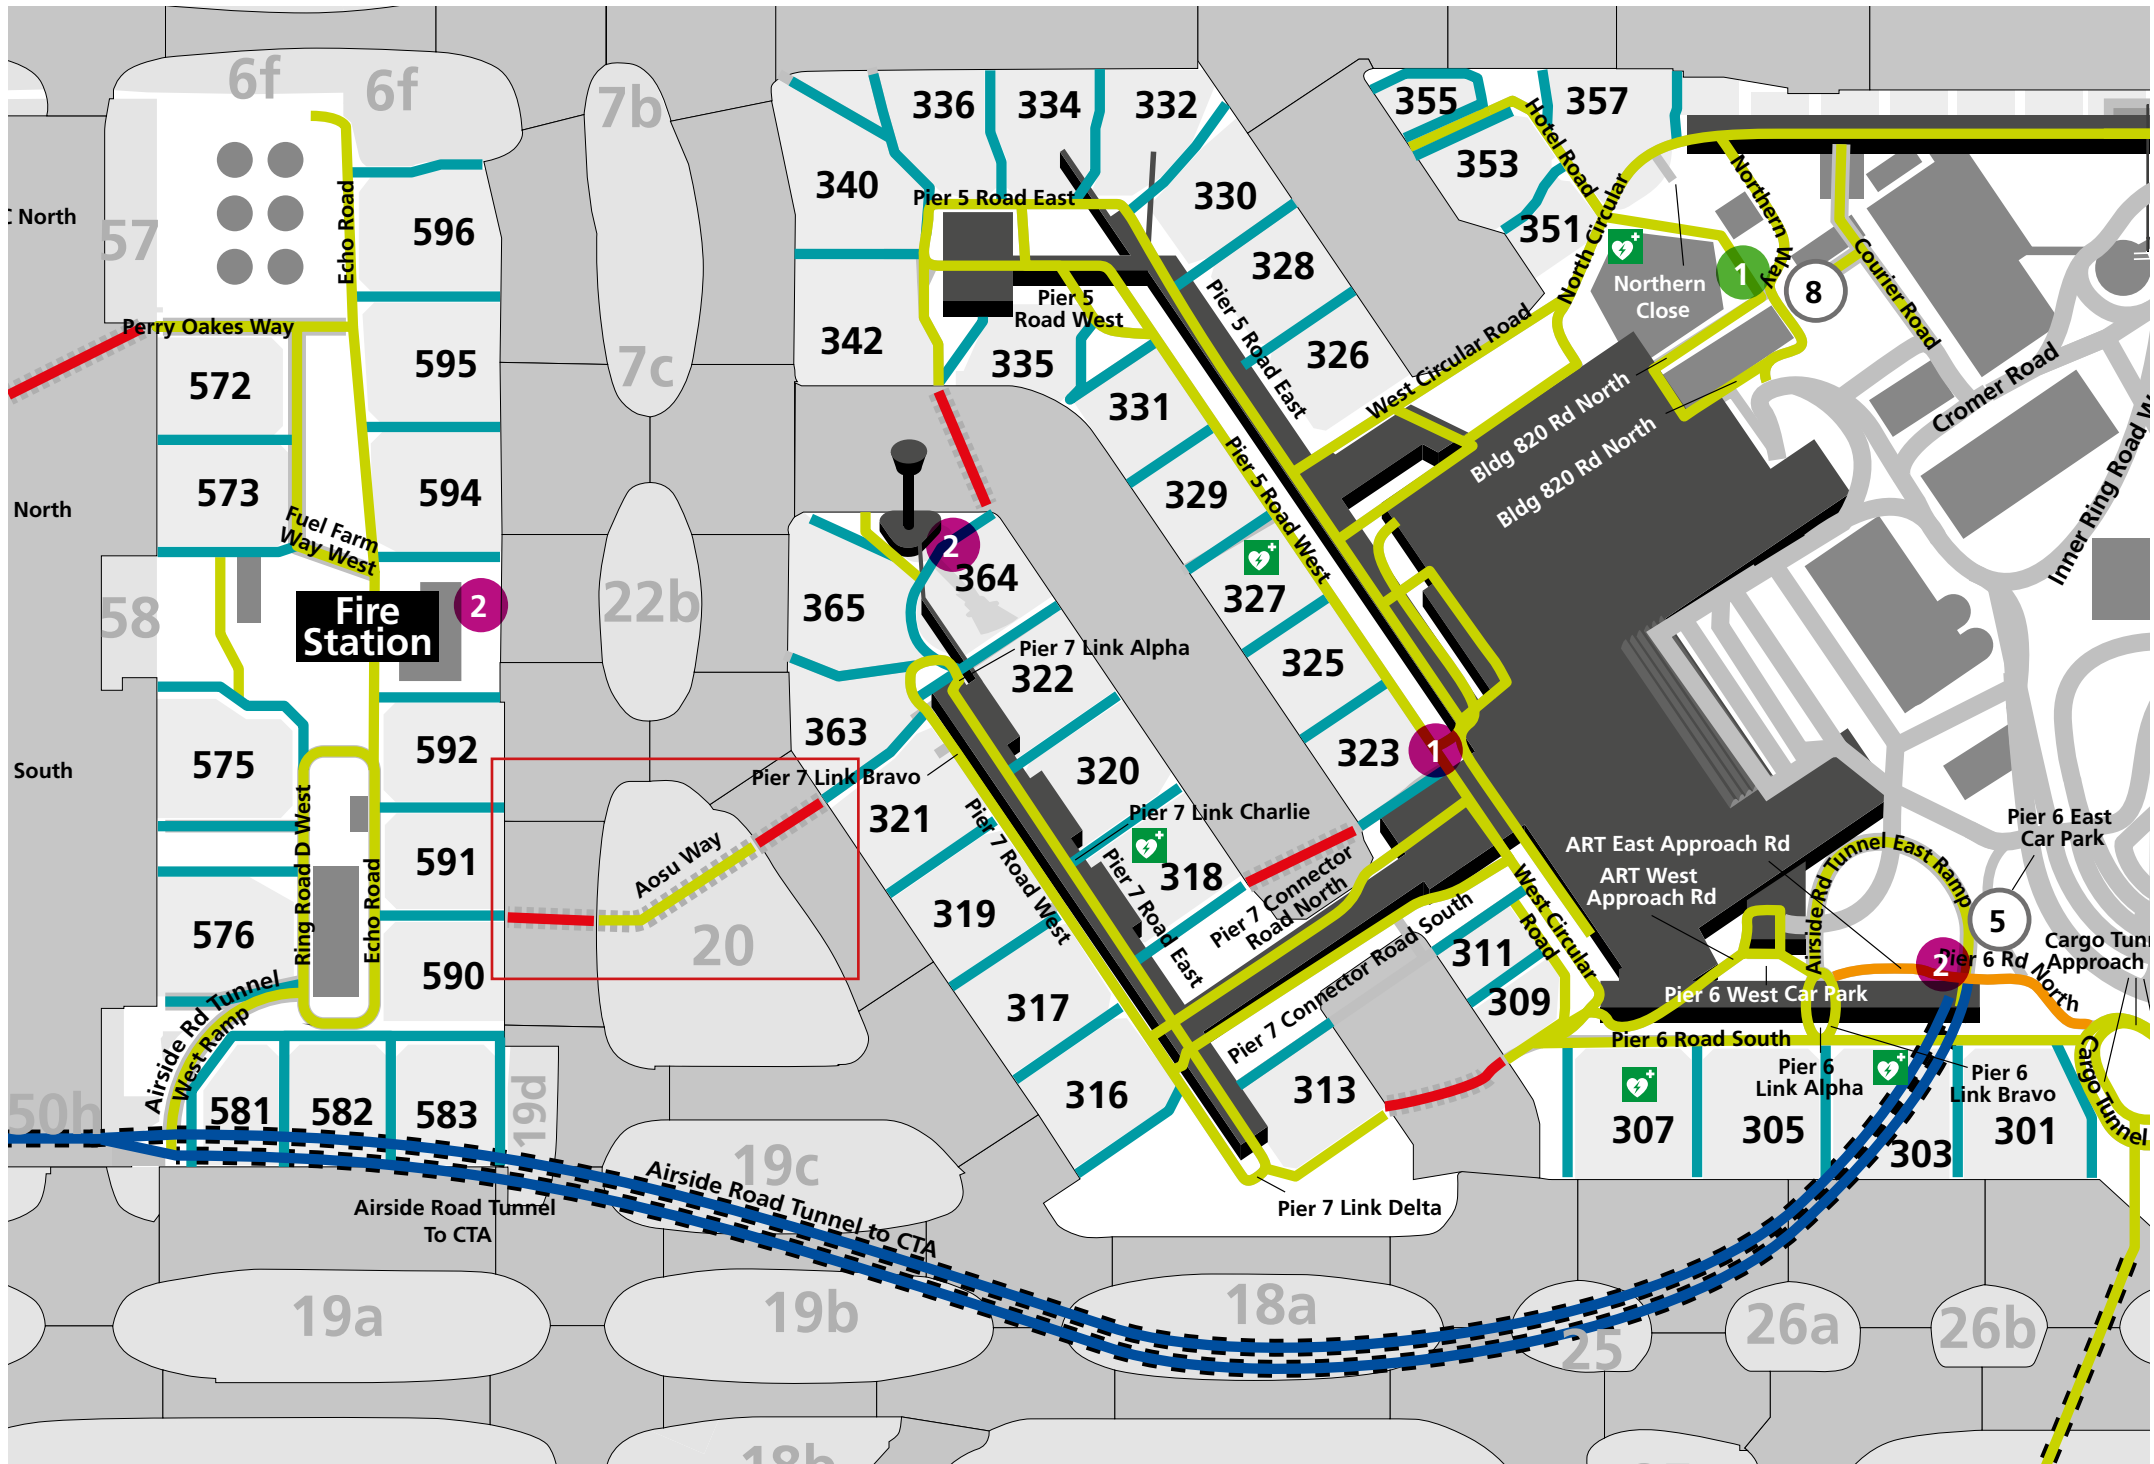 6f
6f
7b
336
334
332
355
357
Hotel Road
353
340
330
Pier 5 Road East
351
North Circular
Northern
Way
Northern
Close
1
8
Courier Road
C North
57
Echo Road
596
328
Pier 5
Road West
Pier 5 Road East
326
West Circular Road
Perry Oakes Way
595
7c
342
335
572
331
Bldg 820 Rd North
Bldg 820 Rd North
Cromer Road
Inner Ring Road W
573
594
329
Pier 5 Road West
North
Fuel Farm
Way West
2
364
327
58
Fire
Station
2
22b
365
Pier 7 Link Alpha
322
325
363
323
1
South
575
592
Pier 7 Link Bravo
320
321
Pier 7 Link Charlie
Pier 7 Road West
Pier 7 Road East
318
Aosu Way
591
Ring Road D West
Echo Road
576
590
20
319
Pier 7 Connector
Road North
Pier 7 Connector Road South
West Circular
Road
311
309
ART East Approach Rd
ART West
Approach Rd
Airside Rd Tunnel East Ramp
Pier 6 East
Car Park
5
2
Pier 6 Rd
North
Cargo Tunn
Approach
Pier 6 West Car Park
Airside Rd Tunnel
West Ramp
317
316
313
Pier 6 Road South
Pier 6
Link Alpha
Pier 6
Link Bravo
Cargo Tunnel
50h
581
582
583
19d
307
305
303
301
19c
Airside Road Tunnel
To CTA
Airside Road Tunnel to CTA
Pier 7 Link Delta
19a
19b
18a
25
26a
26b
18b